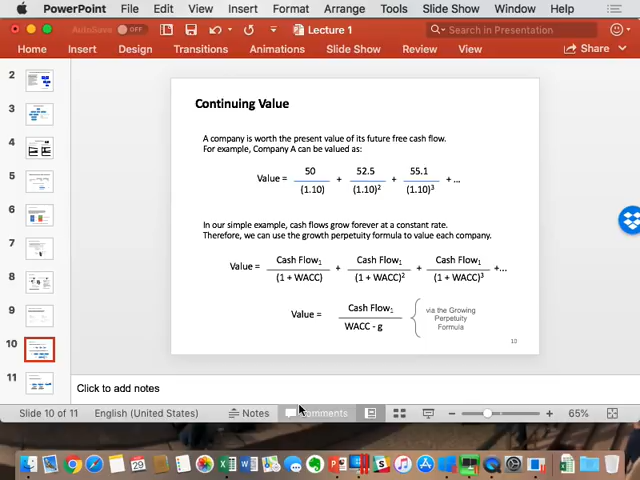 PowerPoint File Edit View Insert Format Arrange Tools Slide Show Window Help
AutoSave OFF Lecture 1 Search in Presentation
Home Insert Design Transitions Animations Slide Show Review View Share
2
3
4
5
6
7
8
9
10
11
Continuing Value
A company is worth the present value of its future free cash flow.
For example, Company A can be valued as:
Value = 50 / (1.10) + 52.5 / (1.10)² + 55.1 / (1.10)³ + ...
In our simple example, cash flows grow forever at a constant rate.
Therefore, we can use the growth perpetuity formula to value each company.
Value = Cash Flow₁ / (1 + WACC) + Cash Flow₁ / (1 + WACC)² + Cash Flow₁ / (1 + WACC)³ +...
Value = Cash Flow₁ / WACC - g
via the Growing
Perpetuity
Formula
10
Click to add notes
Slide 10 of 11 English (United States) Notes Comments 65%